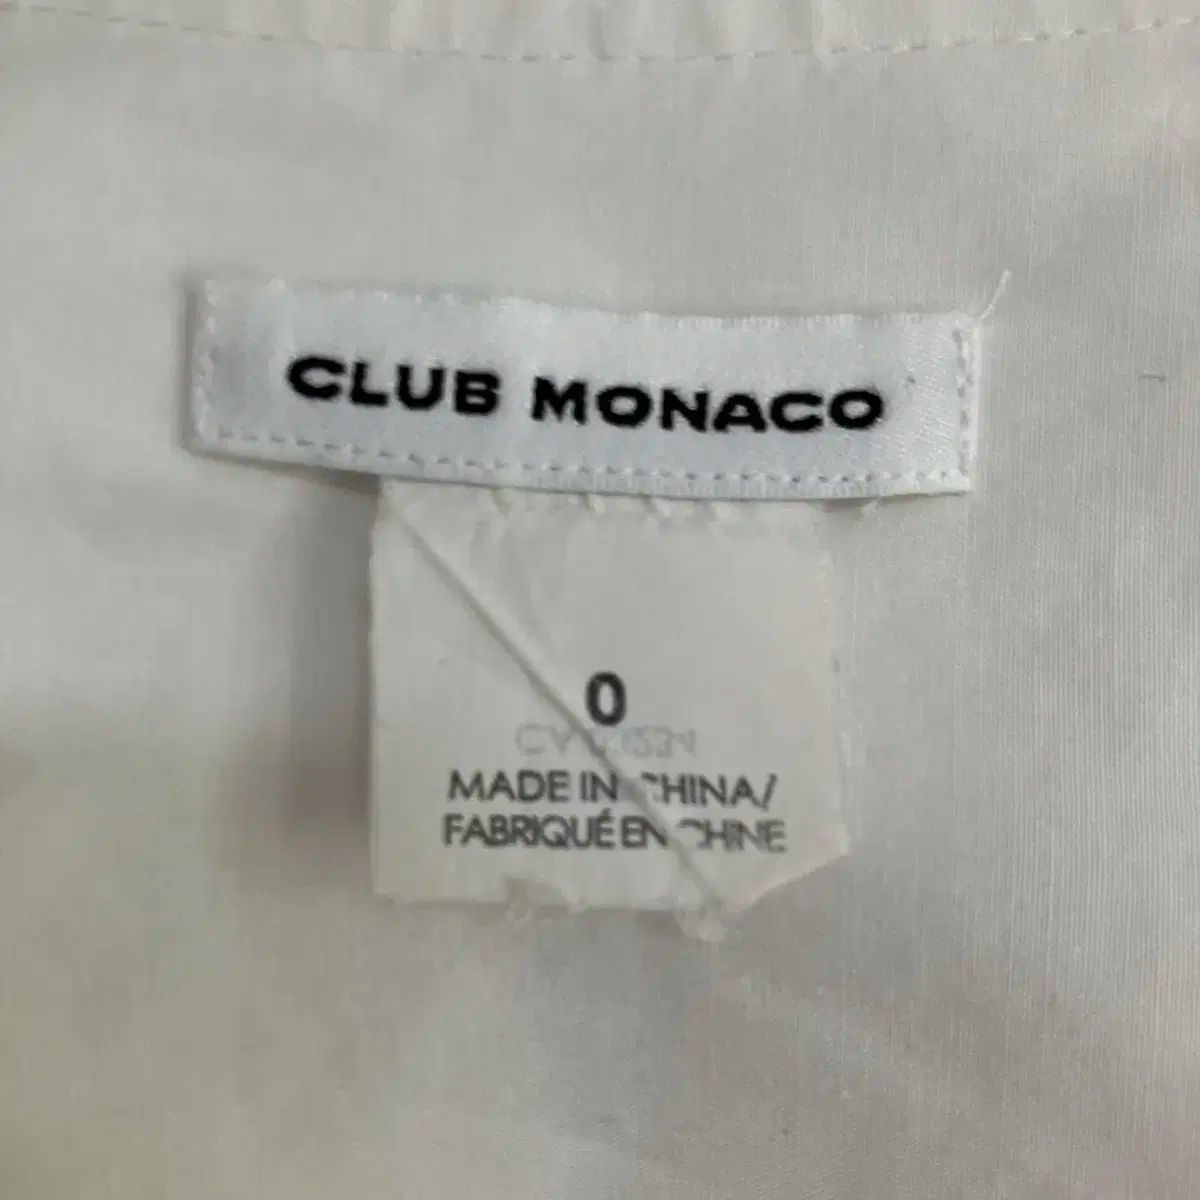 CLUB MONACO
0
MADE IN CHINA/
FABRIQUÉ EN CHINE